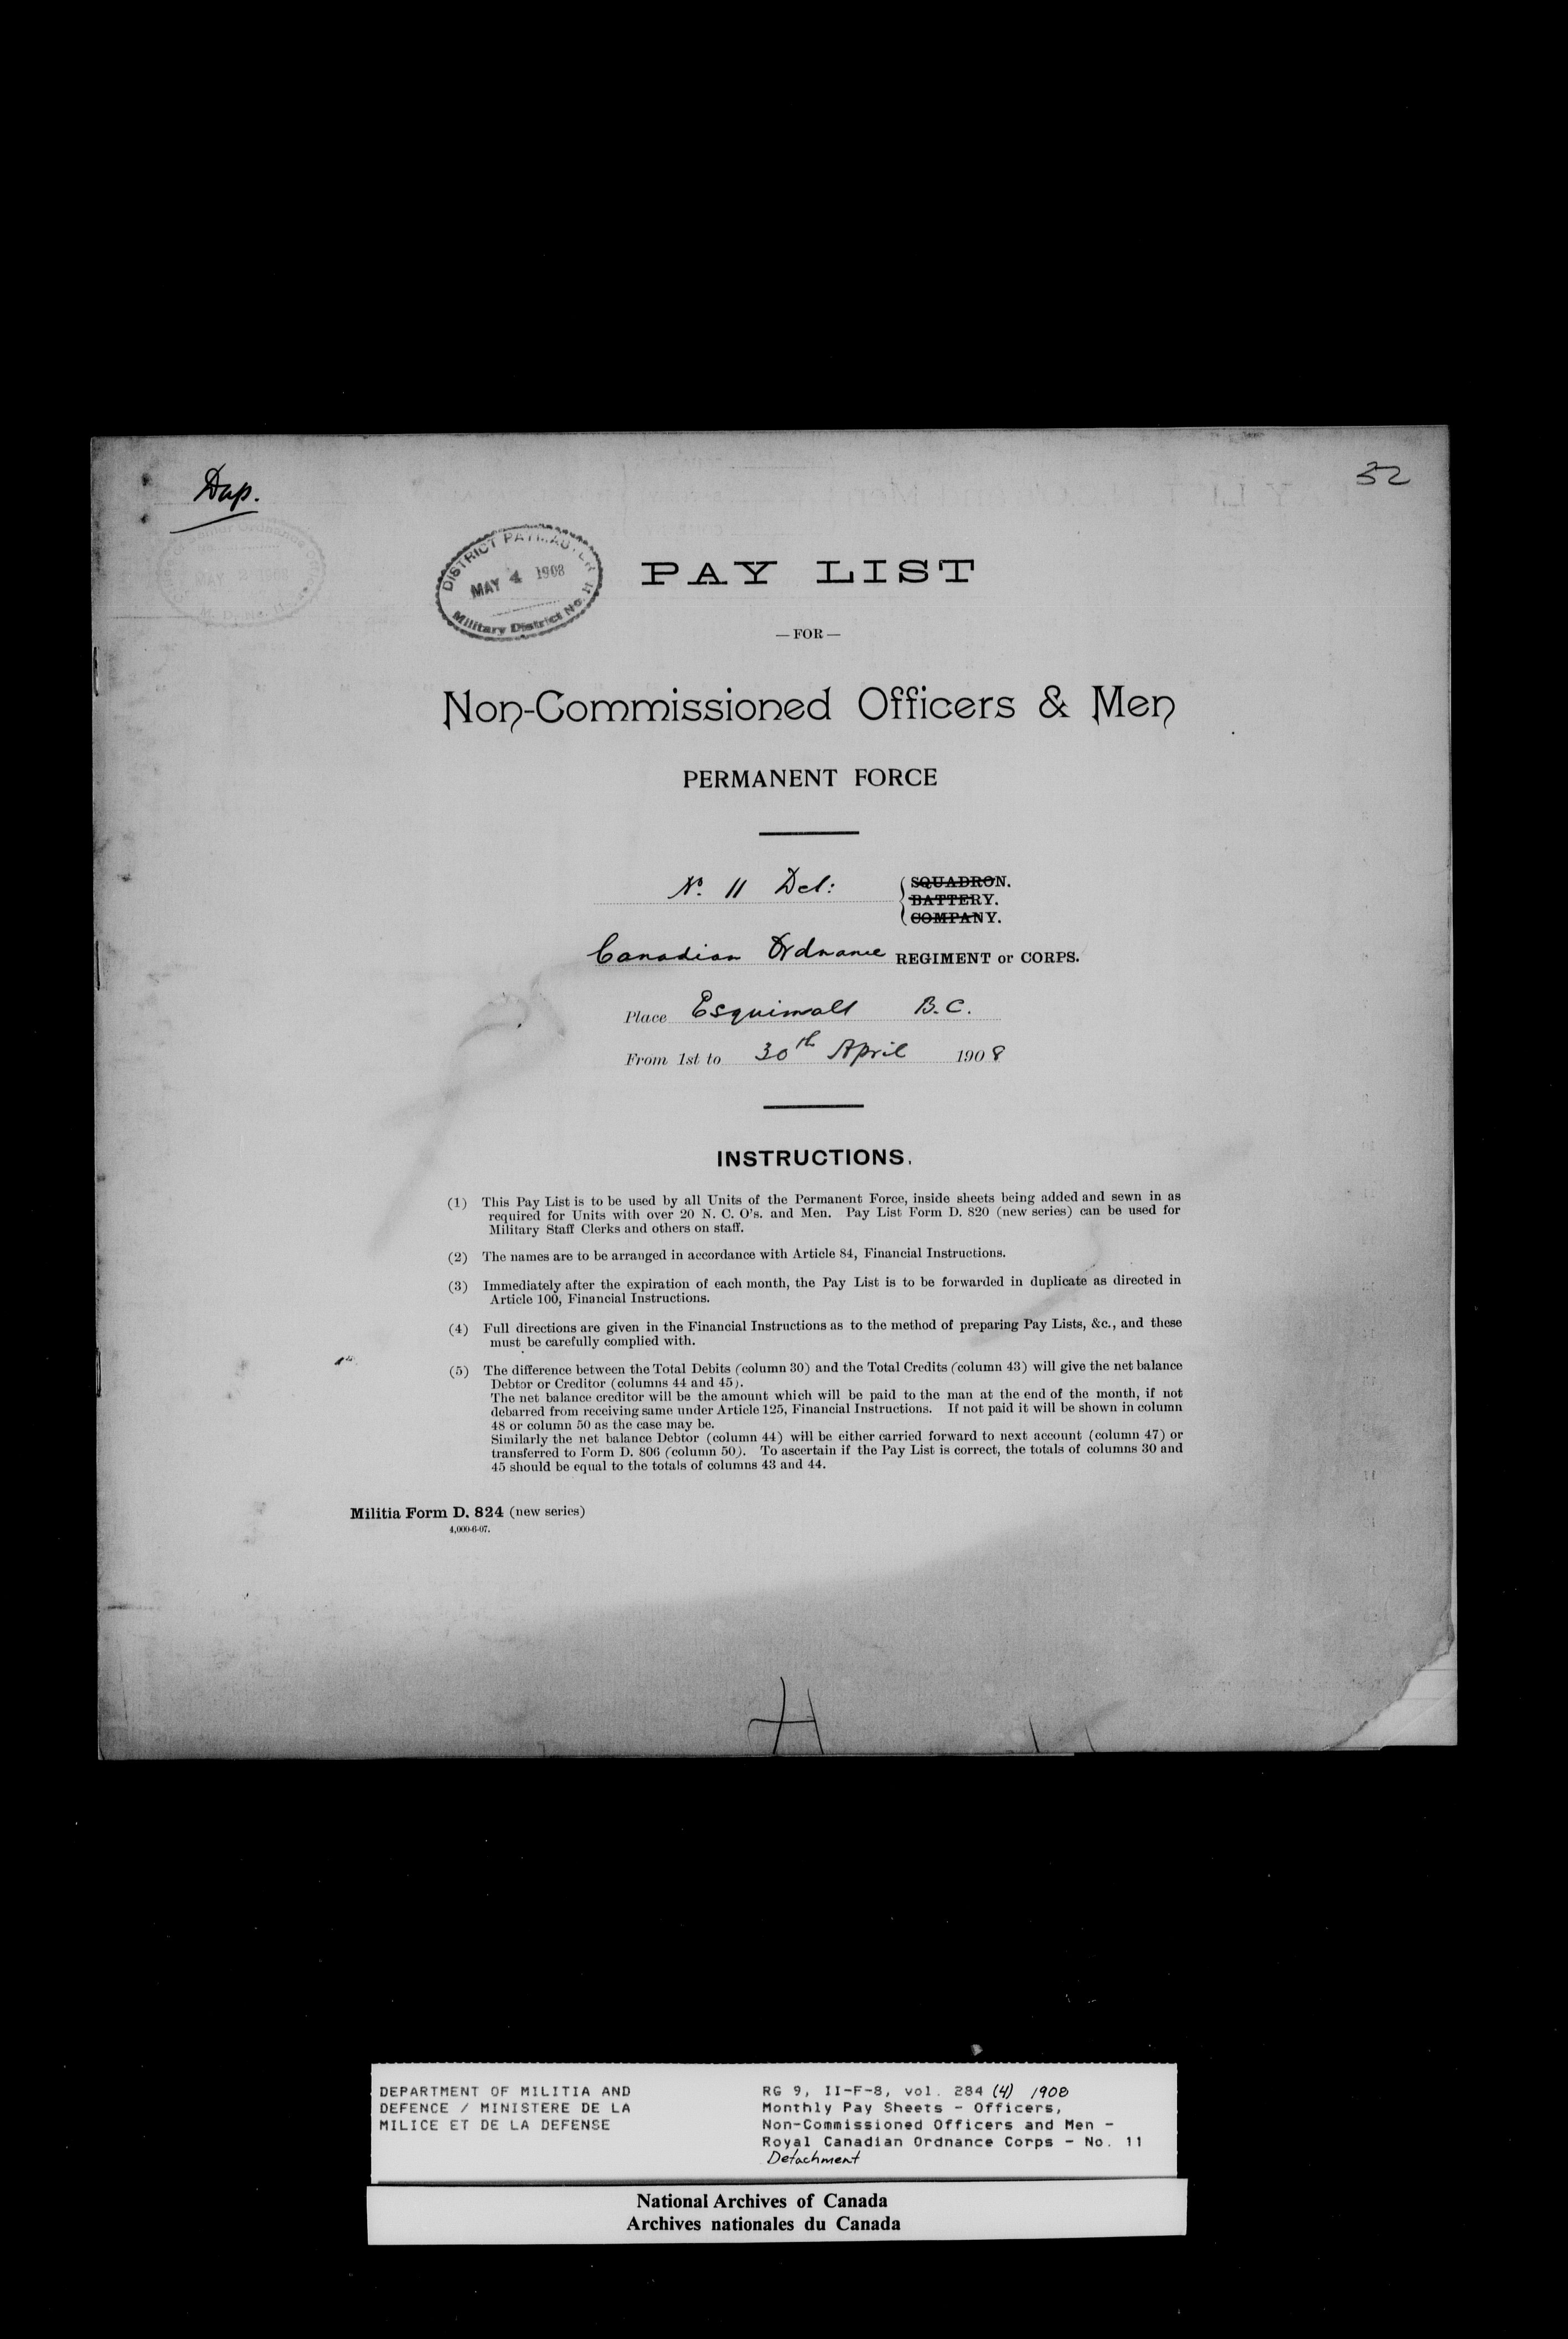 Dup.
52
DISTRICT PAYMASTER
MAY 4 1908
Military District No. 11
MAY 2 1908
M. D. No. 11
PAY LIST
—FOR—
Non-Commissioned Officers & Men
PERMANENT FORCE
No. 11 Det:
SQUADRON.
BATTERY.
COMPANY.
Canadian Ordnance REGIMENT or CORPS.
Place Esquimalt B.C.
From 1st to 30th April 1908
INSTRUCTIONS.
(1) This Pay List is to be used by all Units of the Permanent Force, inside sheets being added and sewn in as
required for Units with over 20 N. C. O's. and Men. Pay List Form D. 820 (new series) can be used for
Military Staff Clerks and others on staff.
(2) The names are to be arranged in accordance with Article 84, Financial Instructions.
(3) Immediately after the expiration of each month, the Pay List is to be forwarded in duplicate as directed in
Article 100, Financial Instructions.
(4) Full directions are given in the Financial Instructions as to the method of preparing Pay Lists, &c., and these
must be carefully complied with.
(5) The difference between the Total Debits (column 30) and the Total Credits (column 43) will give the net balance
Debtor or Creditor (columns 44 and 45).
The net balance creditor will be the amount which will be paid to the man at the end of the month, if not
debarred from receiving same under Article 125, Financial Instructions. If not paid it will be shown in column
48 or column 50 as the case may be.
Similarly the net balance Debtor (column 44) will be either carried forward to next account (column 47) or
transferred to Form D. 806 (column 50). To ascertain if the Pay List is correct, the totals of columns 30 and
45 should be equal to the totals of columns 43 and 44.
Militia Form D. 824 (new series)
4,000-6-07.
DEPARTMENT OF MILITIA AND
DEFENCE / MINISTERE DE LA
MILICE ET DE LA DEFENSE
RG 9, II-F-8, vol. 284 (4) 1908
Monthly Pay Sheets - Officers,
Non-Commissioned Officers and Men -
Royal Canadian Ordnance Corps - No. 11
Detachment
National Archives of Canada
Archives nationales du Canada